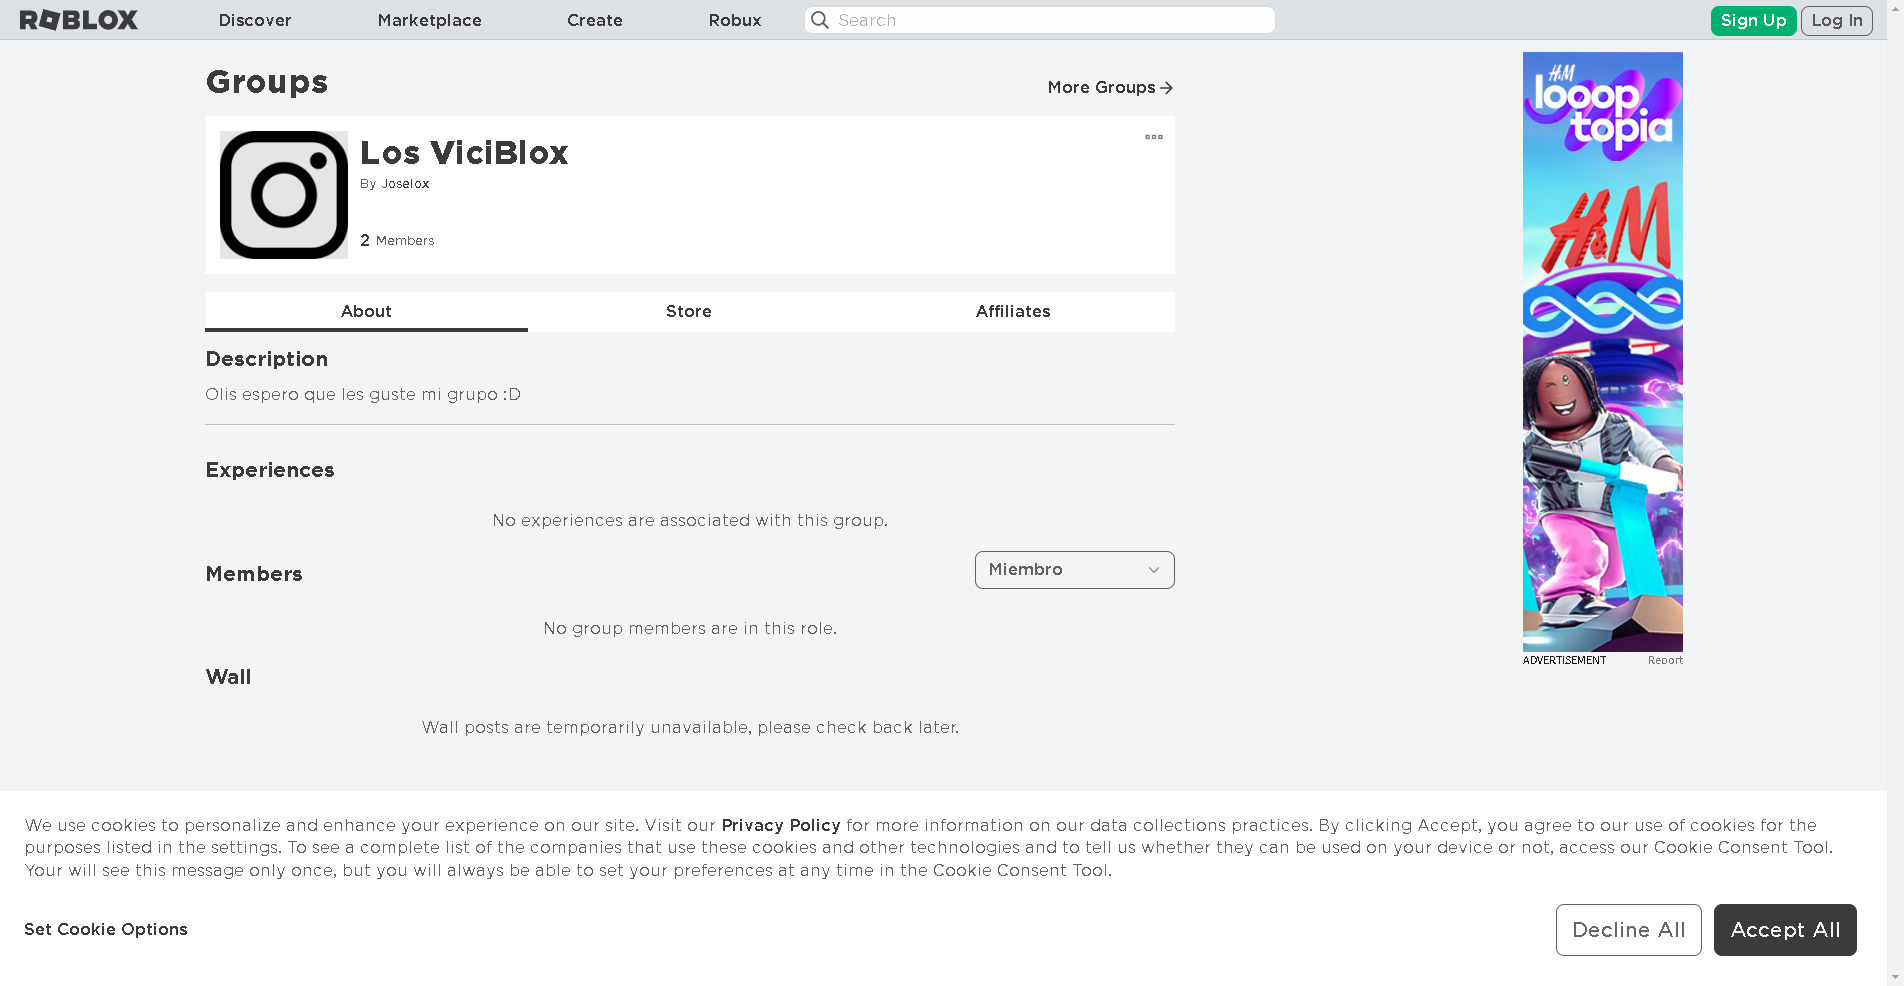 ROBLOX
Discover
Marketplace
Create
Robux
Search
Sign Up
Log In
Groups
More Groups
Los ViciBlox
By Joselox
2 Members
About
Store
Affiliates
Description
Olis espero que les guste mi grupo :D
Experiences
No experiences are associated with this group.
Members
Miembro
No group members are in this role.
Wall
Wall posts are temporarily unavailable, please check back later.
H&M
looop
topia
H&M
ADVERTISEMENT
Report
We use cookies to personalize and enhance your experience on our site. Visit our Privacy Policy for more information on our data collections practices. By clicking Accept, you agree to our use of cookies for the
purposes listed in the settings. To see a complete list of the companies that use these cookies and other technologies and to tell us whether they can be used on your device or not, access our Cookie Consent Tool.
Your will see this message only once, but you will always be able to set your preferences at any time in the Cookie Consent Tool.
Set Cookie Options
Decline All
Accept All